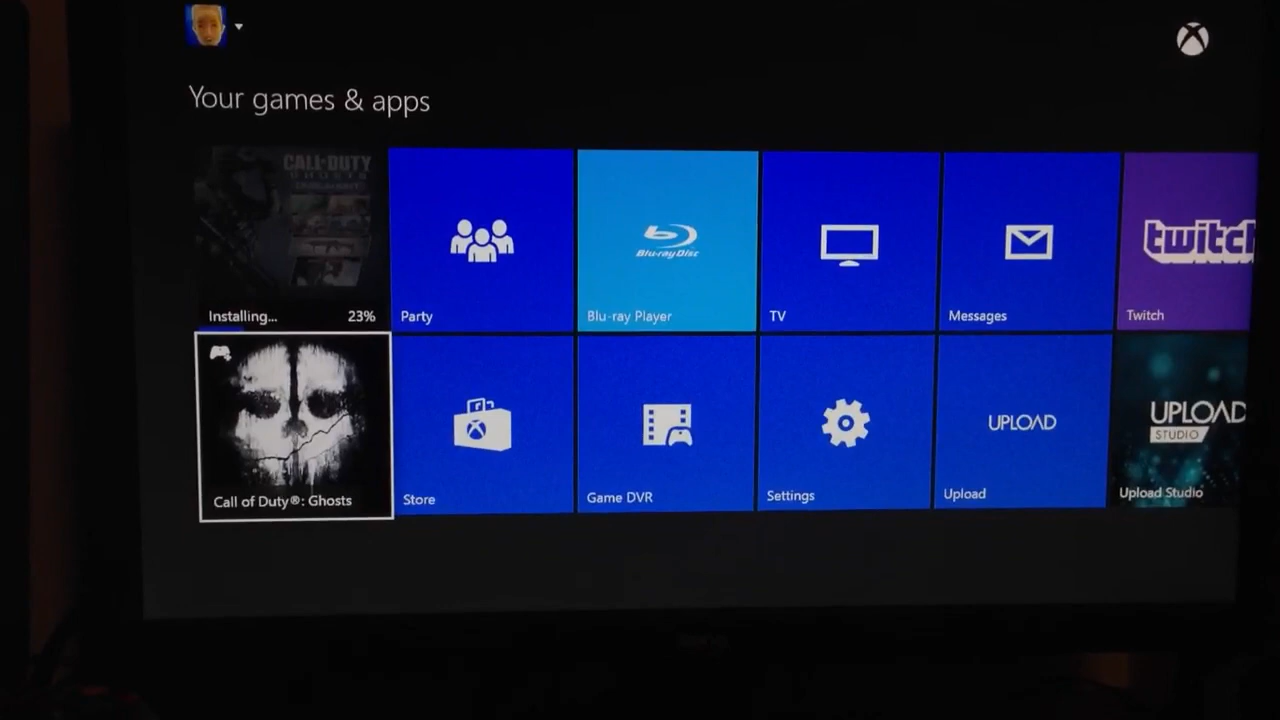 Your games & apps
CALL·DUTY
GHOSTS
Installing... 23%
Party
Blu-ray Disc
Blu-ray Player
TV
Messages
twitch
Twitch
Call of Duty®: Ghosts
Store
Game DVR
Settings
UPLOAD
Upload
UPLOAD
STUDIO
Upload Studio